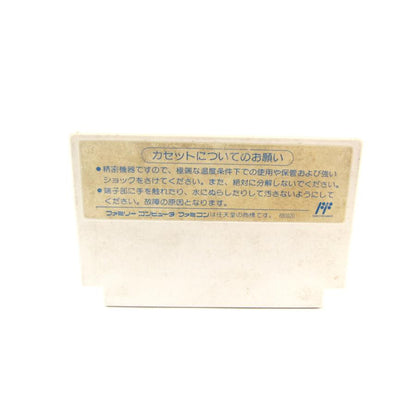 カセットについてのお願い
●精密機器ですので、極端な温度条件下での使用や保管および強い
ショックをさけてください。また、絶対に分解しないでください。
●端子部に手を触れたり、水にぬらしたりして汚さないようにして
ください。故障の原因となります。
ファミリーコンピュータ・ファミコンは任天堂の商標です。